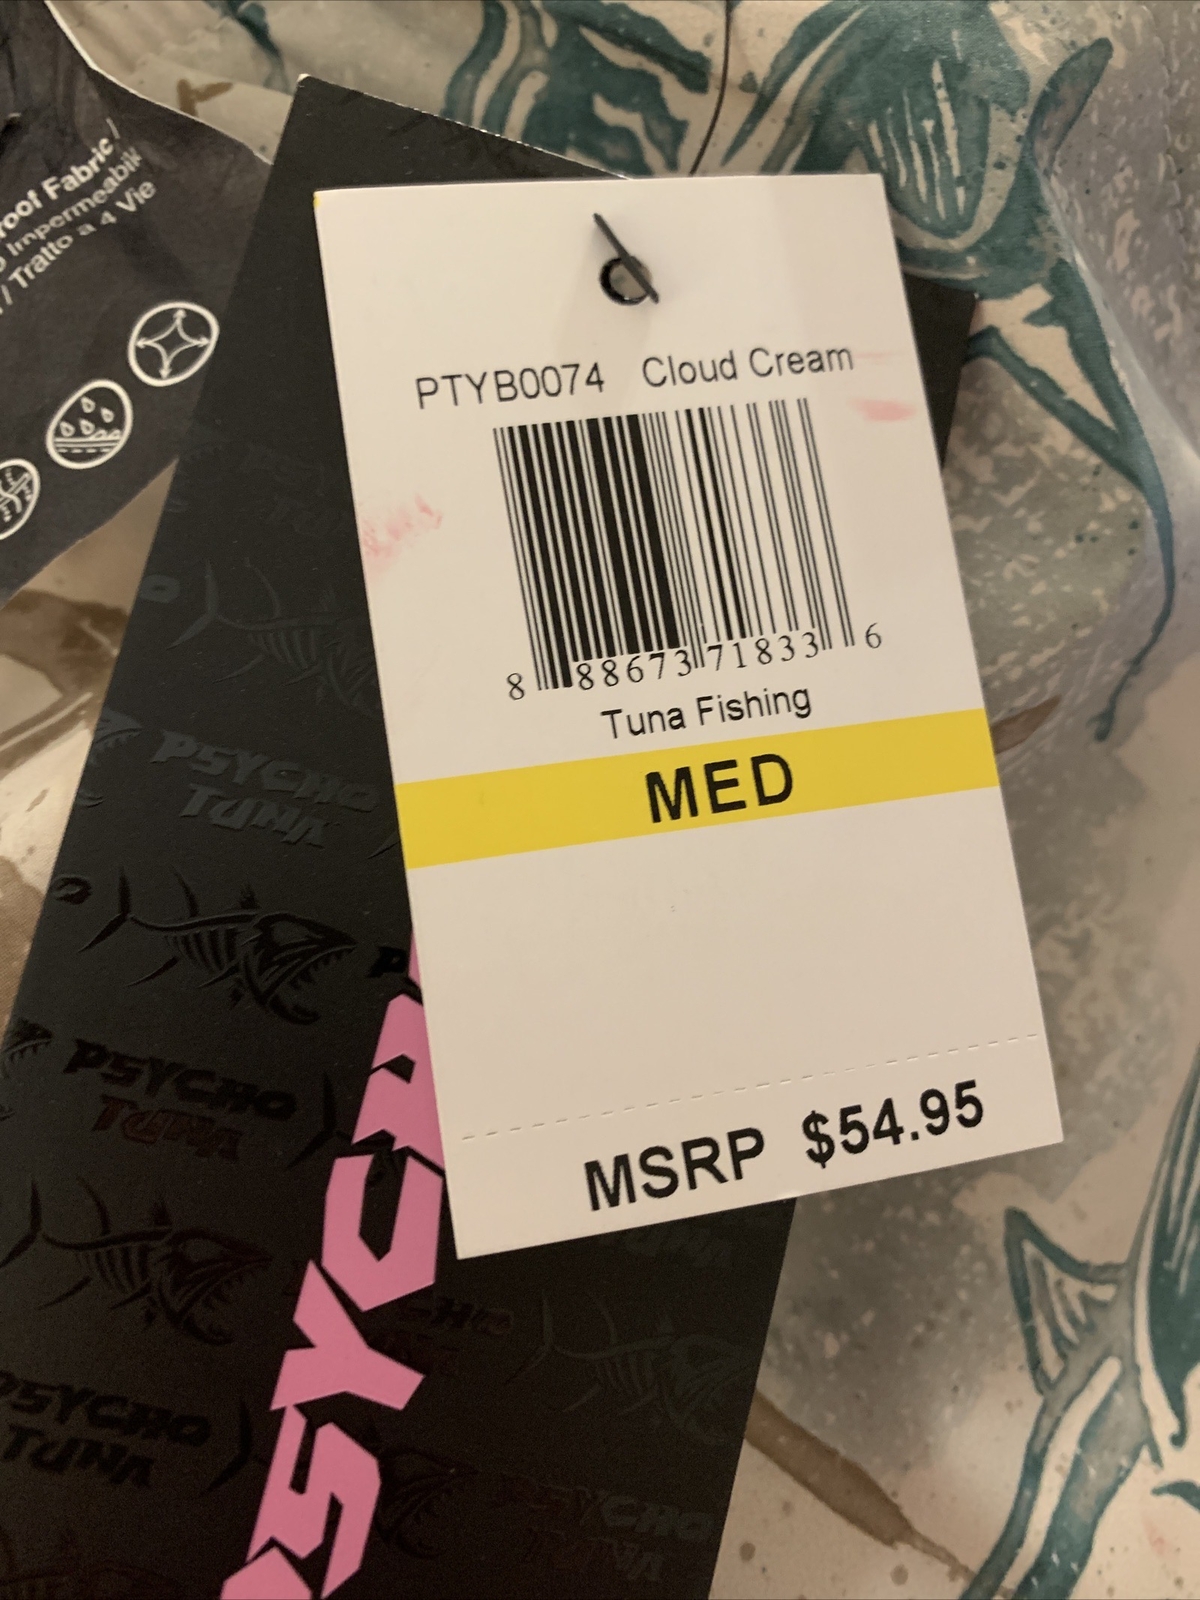 roof Fabric /
Impermeabile
/ Tratto a 4 Vie
PTYB0074 Cloud Cream
8 88673 71833 6
Tuna Fishing
MED
MSRP $54.95
PSYCHO
TUNA
PSYCHO
TUNA
PSYCHO
TUNA
PSYCHO